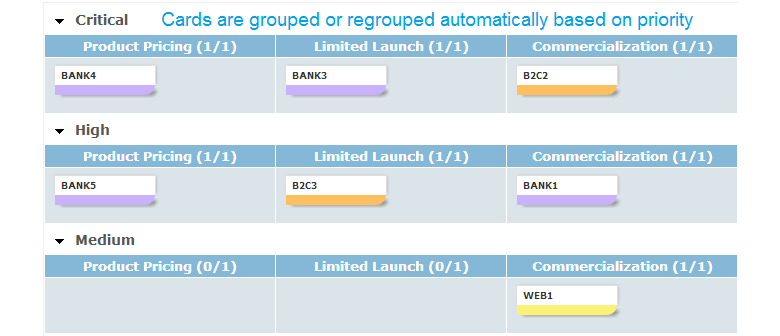 Critical Cards are grouped or regrouped automatically based on priority
Product Pricing (1/1) Limited Launch (1/1) Commercialization (1/1)
BANK4 BANK3 B2C2
High
Product Pricing (1/1) Limited Launch (1/1) Commercialization (1/1)
BANK5 B2C3 BANK1
Medium
Product Pricing (0/1) Limited Launch (0/1) Commercialization (1/1)
WEB1